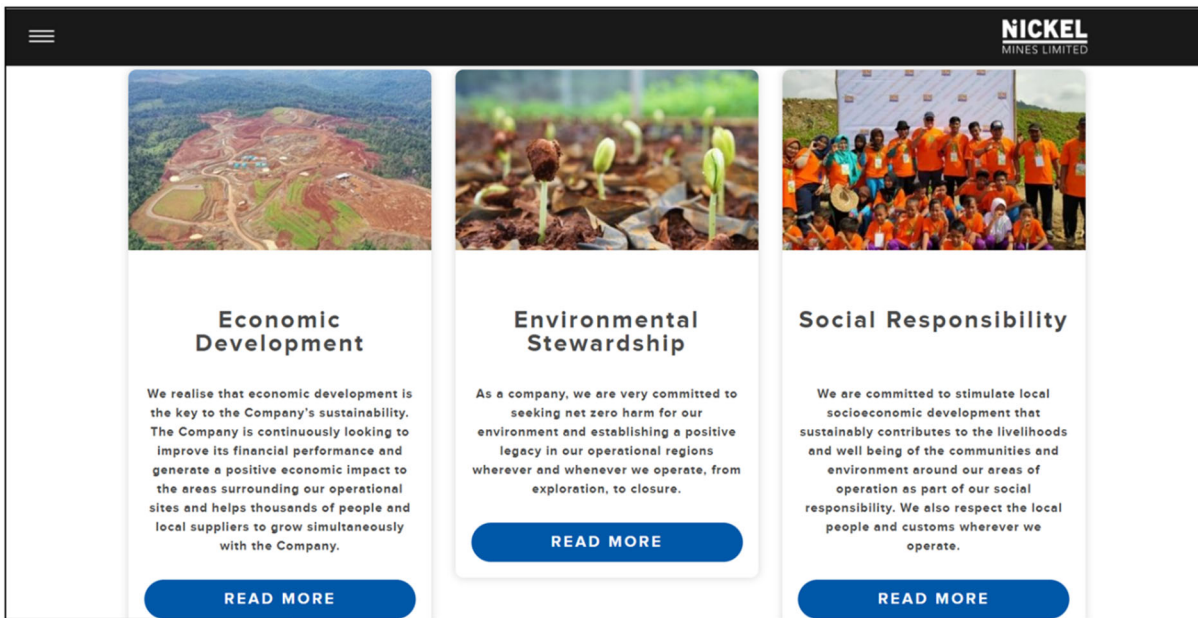 NICKEL
MINES LIMITED
Economic
Development
We realise that economic development is
the key to the Company's sustainability.
The Company is continuously looking to
improve its financial performance and
generate a positive economic impact to
the areas surrounding our operational
sites and helps thousands of people and
local suppliers to grow simultaneously
with the Company.
READ MORE
Environmental
Stewardship
As a company, we are very committed to
seeking net zero harm for our
environment and establishing a positive
legacy in our operational regions
wherever and whenever we operate, from
exploration, to closure.
READ MORE
Social Responsibility
We are committed to stimulate local
socioeconomic development that
sustainably contributes to the livelihoods
and well being of the communities and
environment around our areas of
operation as part of our social
responsibility. We also respect the local
people and customs wherever we
operate.
READ MORE